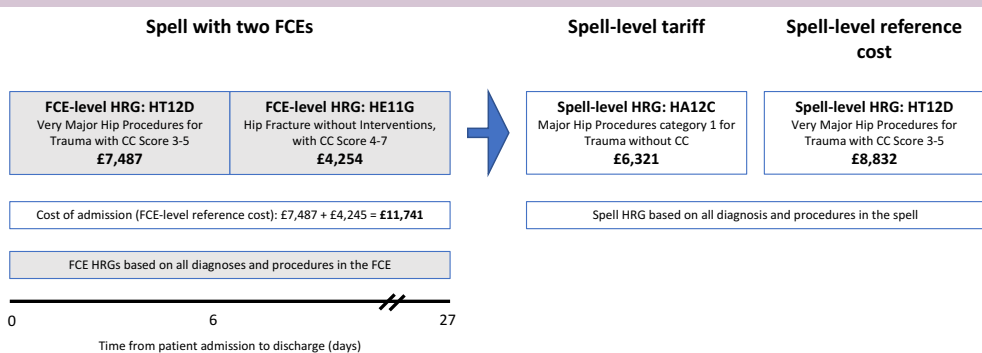 Spell with two FCEs
Spell-level tariff
Spell-level reference
cost
FCE-level HRG: HT12D
Very Major Hip Procedures for
Trauma with CC Score 3-5
£7,487
FCE-level HRG: HE11G
Hip Fracture without Interventions,
with CC Score 4-7
£4,254
Spell-level HRG: HA12C
Major Hip Procedures category 1 for
Trauma without CC
£6,321
Spell-level HRG: HT12D
Very Major Hip Procedures for
Trauma with CC Score 3-5
£8,832
Cost of admission (FCE-level reference cost): £7,487 + £4,245 = £11,741
Spell HRG based on all diagnosis and procedures in the spell
FCE HRGs based on all diagnoses and procedures in the FCE
0 6 27
Time from patient admission to discharge (days)